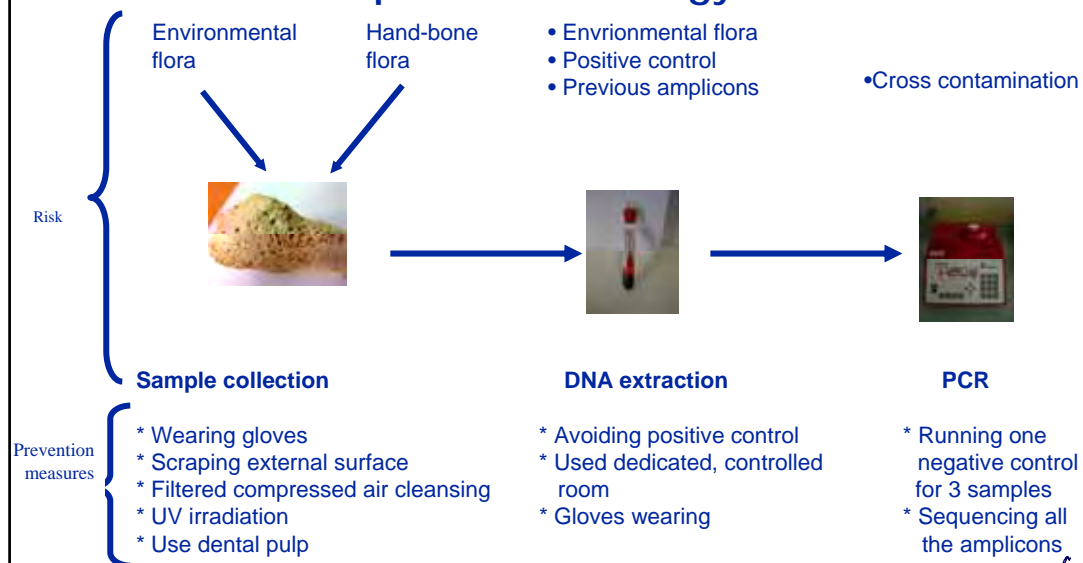 Environmental
flora
Hand-bone
flora
• Envrionmental flora
• Positive control
• Previous amplicons
•Cross contamination
Risk
Sample collection
DNA extraction
PCR
Prevention
measures
* Wearing gloves
* Scraping external surface
* Filtered compressed air cleansing
* UV irradiation
* Use dental pulp
* Avoiding positive control
* Used dedicated, controlled
room
* Gloves wearing
* Running one
negative control
for 3 samples
* Sequencing all
the amplicons